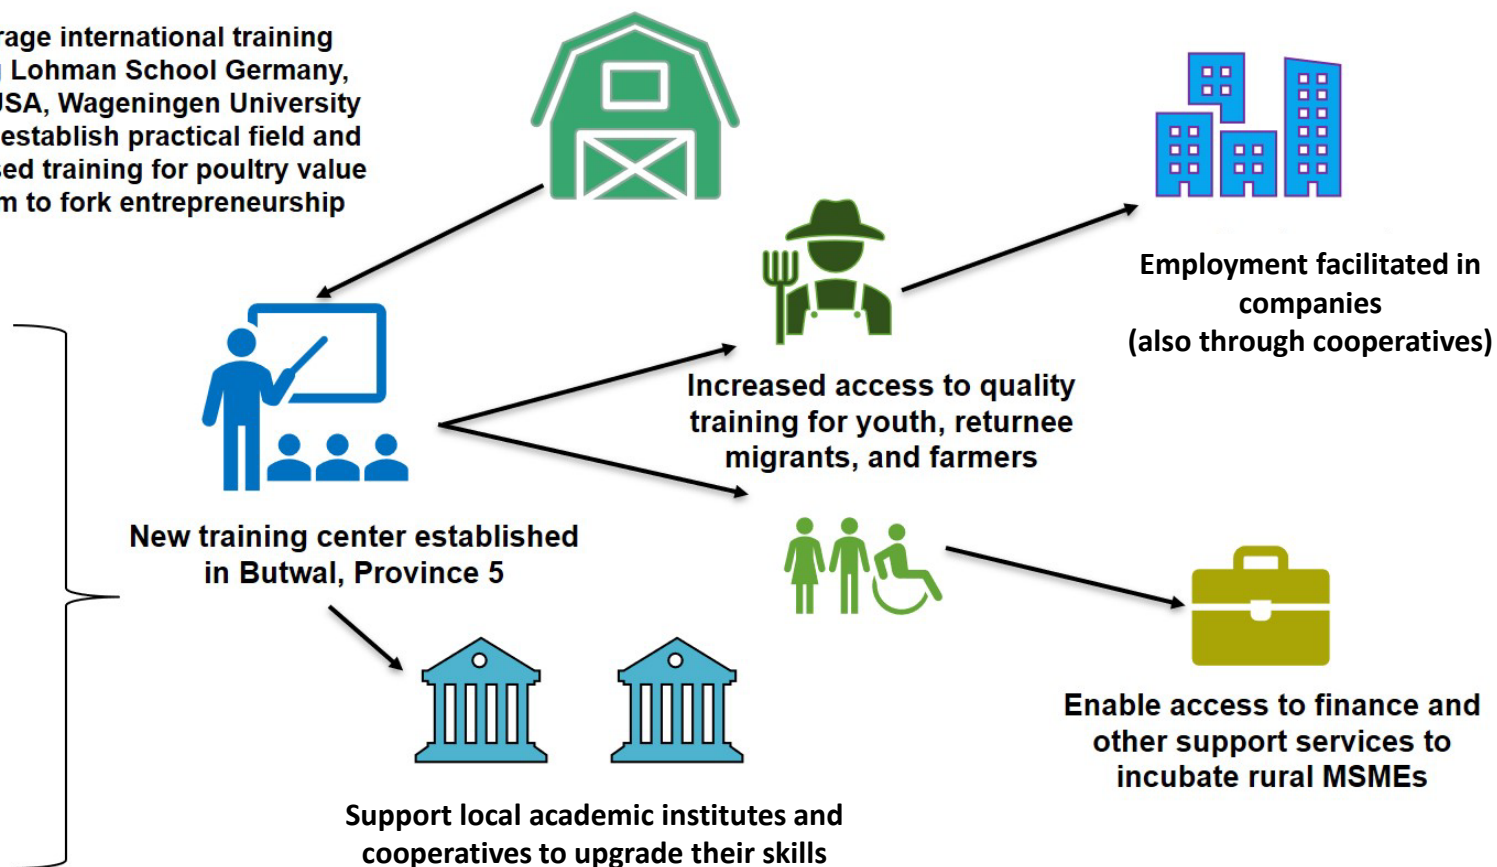 rage international training
Lohman School Germany,
USA, Wageningen University
establish practical field and
sed training for poultry value
m to fork entrepreneurship
Employment facilitated in
companies
(also through cooperatives)
Increased access to quality
training for youth, returnee
migrants, and farmers
New training center established
in Butwal, Province 5
Enable access to finance and
other support services to
incubate rural MSMEs
Support local academic institutes and
cooperatives to upgrade their skills